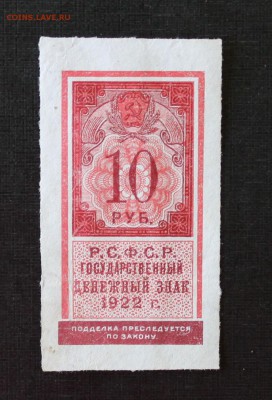 COINS.LAVE.RU
10
РУБ.
Р.С.Ф.С.Р.
ГОСУДАРСТВЕННЫЙ
ДЕНЕЖНЫЙ ЗНАК
1922 г.
ПОДДЕЛКА ПРЕСЛЕДУЕТСЯ
ПО ЗАКОНУ.